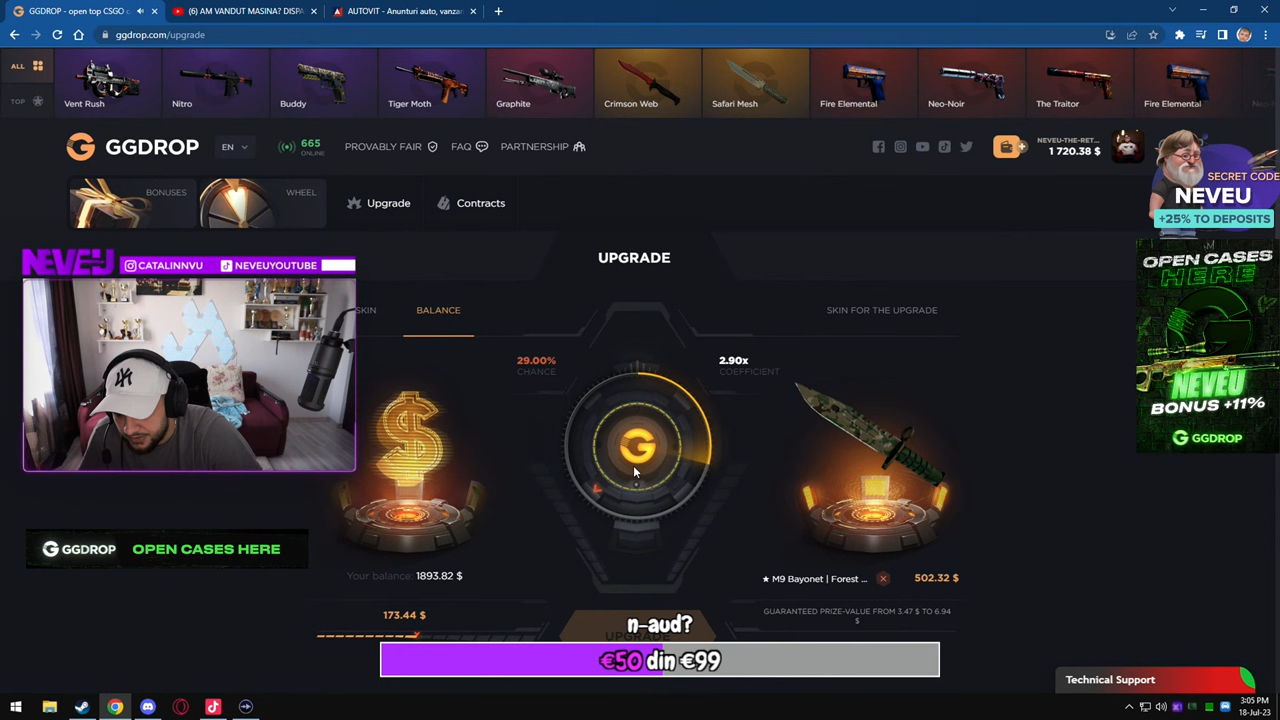 GGDROP - open top CSGO c
(6) AM VANDUT MASINA? DISPA
AUTOVIT - Anunturi auto, vanzar
ggdrop.com/upgrade
ALL
TOP
Vent Rush
Nitro
Buddy
Tiger Moth
Graphite
Crimson Web
Safari Mesh
Fire Elemental
Neo-Noir
The Traitor
Fire Elemental
GGDROP
EN
665
ONLINE
PROVABLY FAIR
FAQ
PARTNERSHIP
NEVEU-THE-RET...
1 720.38 $
SECRET CODE
NEVEU
+25% TO DEPOSITS
BONUSES
WHEEL
Upgrade
Contracts
UPGRADE
NEVEU
CATALINNVU
NEVEUYOUTUBE
SKIN
BALANCE
SKIN FOR THE UPGRADE
OPEN CASES
HERE
NEVEU
BONUS +11%
GGDROP
29.00%
CHANCE
2.90x
COEFFICIENT
GGDROP OPEN CASES HERE
Your balance: 1893.82 $
★ M9 Bayonet | Forest ...
502.32 $
173.44 $
GUARANTEED PRIZE-VALUE FROM 3.47 $ TO 6.94
$
UPGRADE
n-aud?
€50 din €99
Technical Support
3:05 PM
18-Jul-23